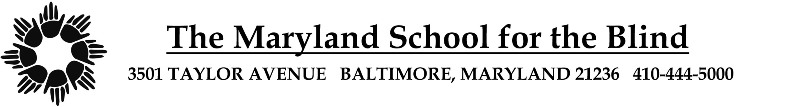 The Maryland School for the Blind
3501 TAYLOR AVENUE   BALTIMORE, MARYLAND 21236   410-444-5000